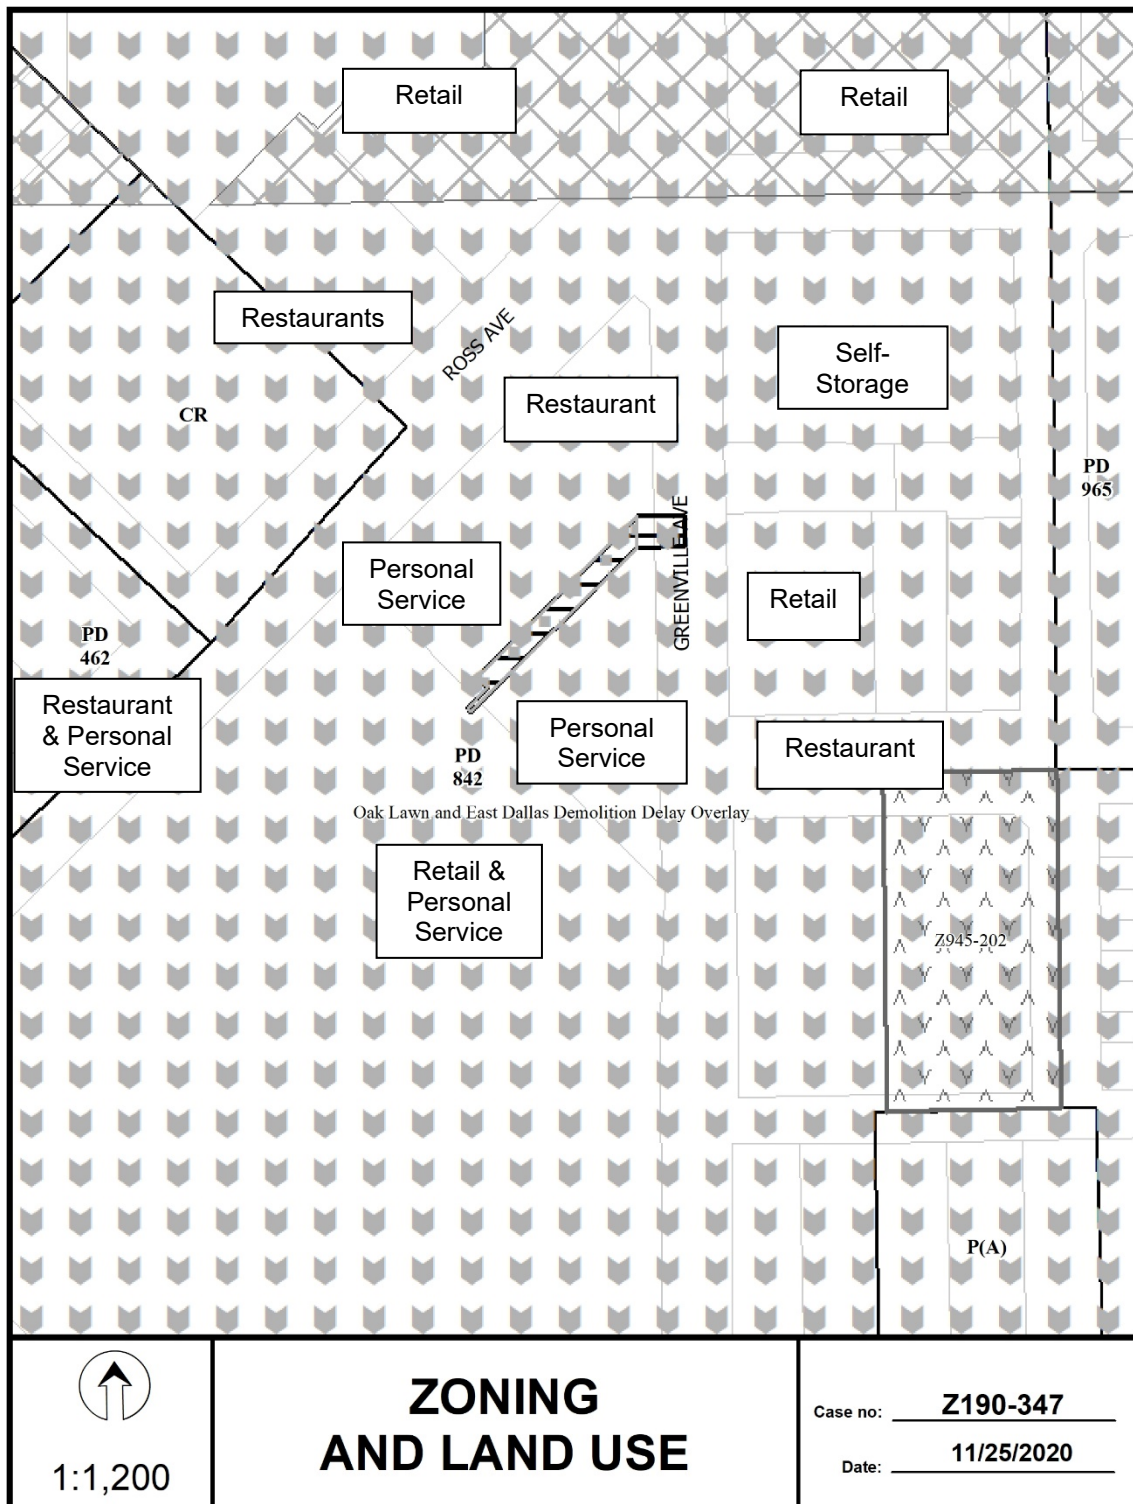 Retail
Retail
Restaurants
ROSS AVE
Self-
Storage
Restaurant
CR
PD
965
GREENVILLE AVE
Personal
Service
Retail
PD
462
Restaurant
& Personal
Service
Personal
Service
Restaurant
PD
842
Oak Lawn and East Dallas Demolition Delay Overlay
Retail &
Personal
Service
Z945-202
P(A)
1:1,200
ZONING
AND LAND USE
Case no: Z190-347
Date: 11/25/2020